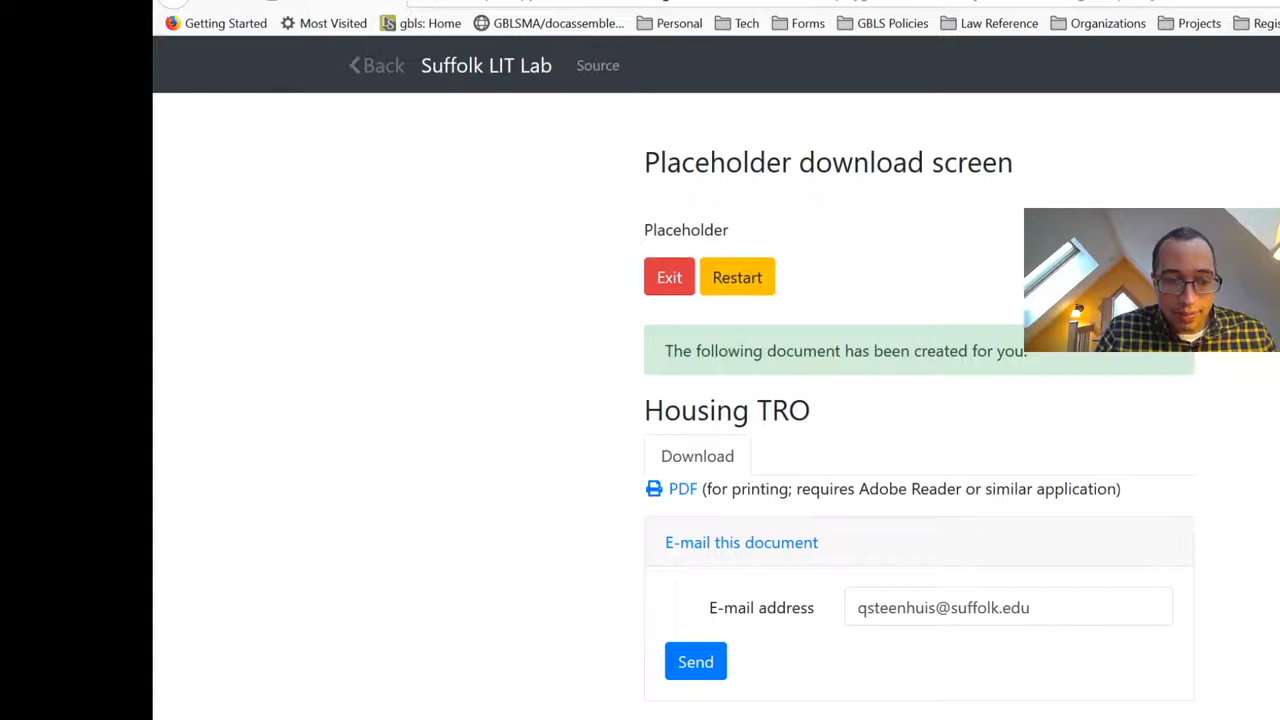 Getting Started Most Visited gbls: Home GBLSMA/docassemble... Personal Tech Forms GBLS Policies Law Reference Organizations Projects Regis
Back Suffolk LIT Lab Source
Placeholder download screen
Placeholder
Exit Restart
The following document has been created for you.
Housing TRO
Download
PDF (for printing; requires Adobe Reader or similar application)
E-mail this document
E-mail address qsteenhuis@suffolk.edu
Send